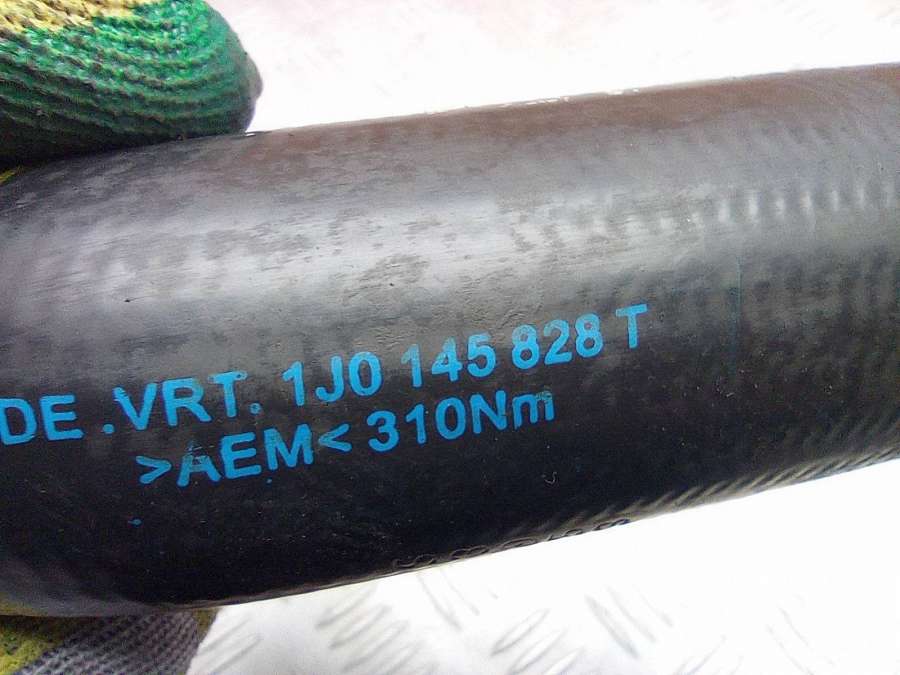 DE .VRT. 1J0 145 828 T
>AEM< 310Nm